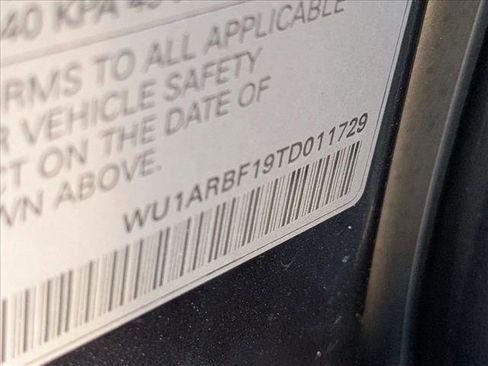 40 KPA
RMS TO ALL APPLICABLE
VEHICLE SAFETY
CT ON THE DATE OF
WN ABOVE.
WU1ARBF19TD011729